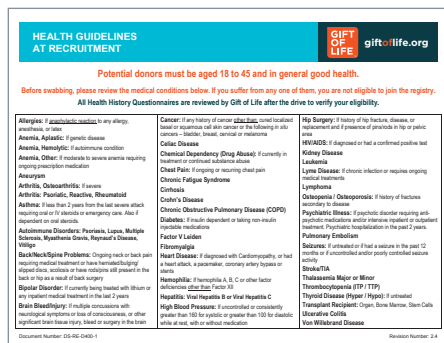 HEALTH GUIDELINES
AT RECRUITMENT
GIFT
OF
LIFE
giftoflife.org
Potential donors must be aged 18 to 45 and in general good health.
Before swabbing, please review the medical conditions below. If you suffer from any one of them, you are not eligible to join the registry.
All Health History Questionnaires are reviewed by Gift of Life after the drive to verify your eligibility.
Allergies: If anaphylactic reaction to any allergy,
anesthesia, or latex
Anemia, Aplastic: If genetic disease
Anemia, Hemolytic: If autoimmune condition
Anemia, Other: If moderate to severe anemia requiring
ongoing prescription medication
Aneurysm
Arthritis, Osteoarthritis: If severe
Arthritis: Psoriatic, Reactive, Rheumatoid
Asthma: If less than 2 years from the last severe attack
requiring oral or IV steroids or emergency care. Also if
dependent on oral steroids.
Autoimmune Disorders: Psoriasis, Lupus, Multiple
Sclerosis, Myasthenia Gravis, Reynaud's Disease,
Vitiligo
Back/Neck/Spine Problems: Ongoing neck or back pain
requiring medical treatment or have herniated/bulging/
slipped discs, scoliosis or have rods/pins still present in the
back or hip as a result of back surgery
Bipolar Disorder: If currently being treated with lithium or
any inpatient medical treatment in the last 2 years
Brain Bleed/Injury: If multiple concussions with
neurological symptoms or loss of consciousness, or other
significant brain tissue injury, bleed or surgery in the brain
Cancer: If any history of cancer other than: cured localized
basal or squamous cell skin cancer or the following in situ
cancers – bladder, breast, cervical or melanoma
Celiac Disease
Chemical Dependency (Drug Abuse): If currently in
treatment or continued substance abuse
Chest Pain: If ongoing or recurring chest pain
Chronic Fatigue Syndrome
Cirrhosis
Crohn's Disease
Chronic Obstructive Pulmonary Disease (COPD)
Diabetes: If insulin dependent or taking non-insulin
injectable medications
Factor V Leiden
Fibromyalgia
Heart Disease: If diagnosed with Cardiomyopathy, or had
a heart attack, a pacemaker, coronary artery bypass or
stents
Hemophilia: If hemophilia A, B, C or other factor
deficiencies other than Factor XII
Hepatitis: Viral Hepatitis B or Viral Hepatitis C
High Blood Pressure: If uncontrolled or consistently
greater than 160 for systolic or greater than 100 for diastolic
while at rest, with or without medication
Hip Surgery: If history of hip fracture, disease, or
replacement and if presence of pins/rods in hip or pelvic
area
HIV/AIDS: If diagnosed or had a confirmed positive test
Kidney Disease
Leukemia
Lyme Disease: If chronic infection or requires ongoing
medical treatments
Lymphoma
Osteopenia / Osteoporosis: If history of fractures
secondary to disease
Psychiatric Illness: If psychiatric disorder requiring anti-
psychotic medications and/or intensive inpatient or outpatient
treatment. Psychiatric hospitalization in the past 2 years.
Pulmonary Embolism
Seizures: If untreated or if had a seizure in the past 12
months or if uncontrolled and/or poorly controlled seizure
activity
Stroke/TIA
Thalassemia Major or Minor
Thrombocytopenia (ITP / TTP)
Thyroid Disease (Hyper / Hypo): If untreated
Transplant Recipient: Organ, Bone Marrow, Stem Cells
Ulcerative Colitis
Von Willebrand Disease
Document Number: DS-RE-D400-1
Revision Number: 2.4